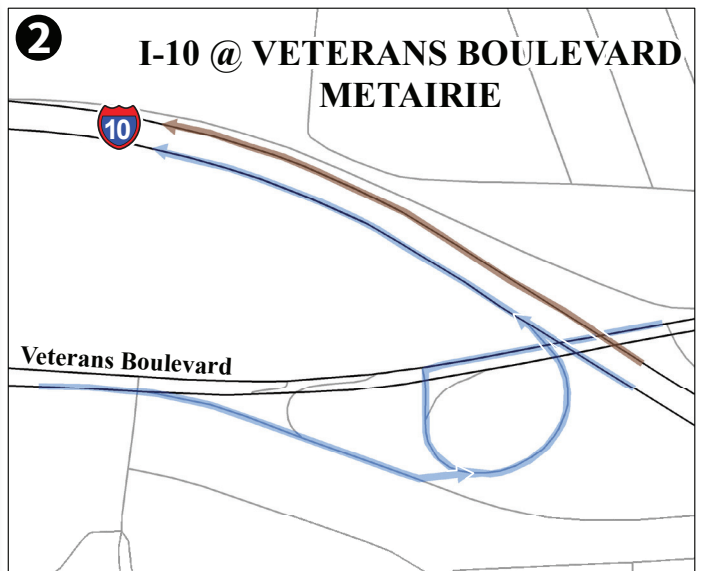 2
I-10 @ VETERANS BOULEVARD
METAIRIE
10
Veterans Boulevard